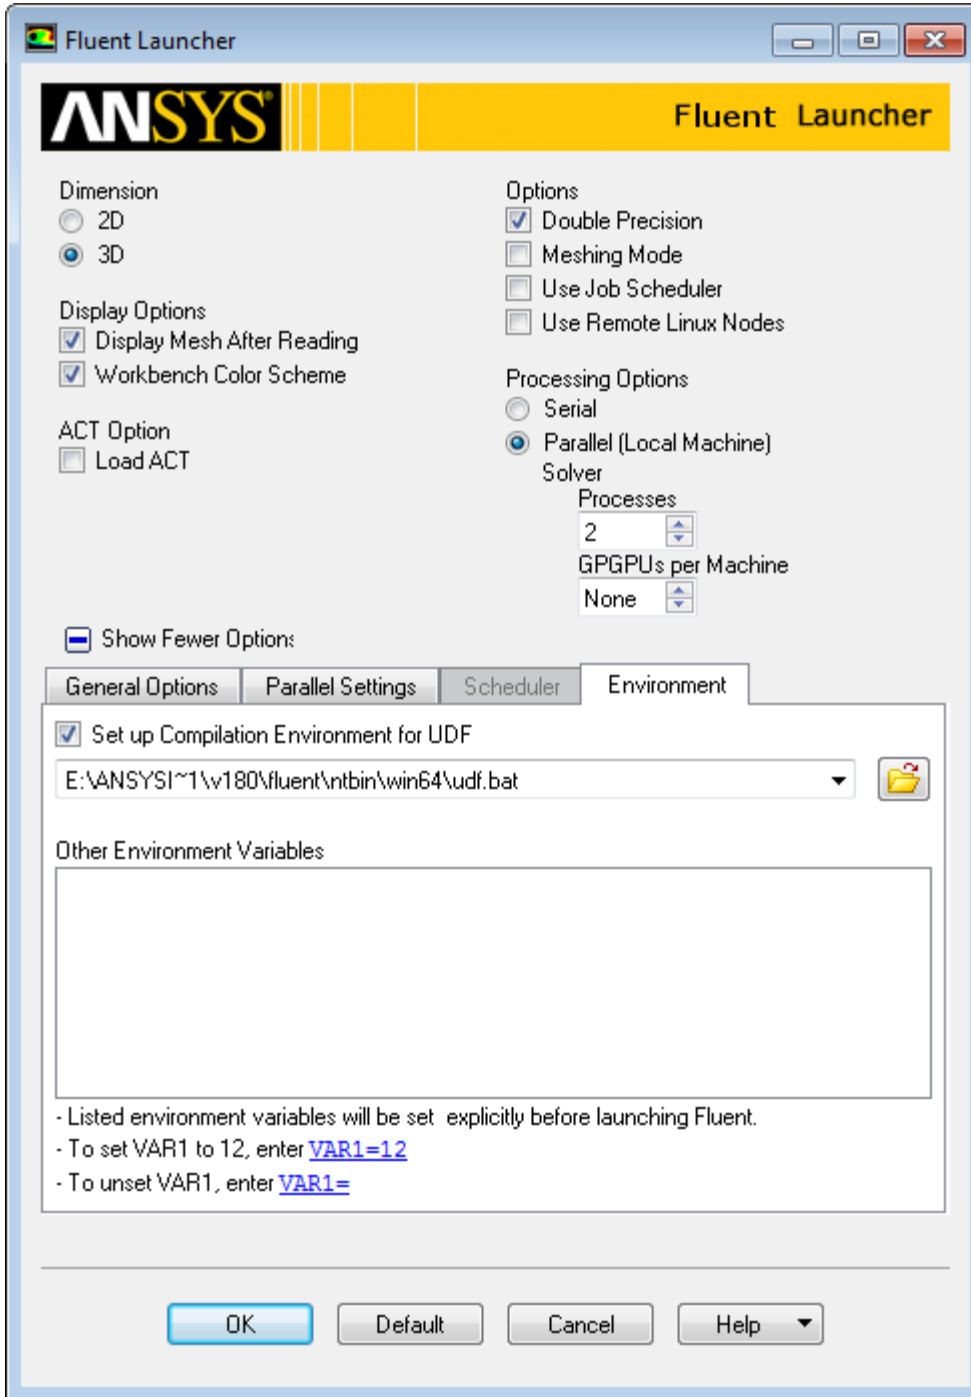 Fluent Launcher
ANSYS® Fluent Launcher
Dimension
2D
3D
Display Options
Display Mesh After Reading
Workbench Color Scheme
ACT Option
Load ACT
Options
Double Precision
Meshing Mode
Use Job Scheduler
Use Remote Linux Nodes
Processing Options
Serial
Parallel (Local Machine)
Solver
Processes
2
GPGPUs per Machine
None
Show Fewer Options
General Options Parallel Settings Scheduler Environment
Set up Compilation Environment for UDF
E:\ANSYSI~1\v180\fluent\ntbin\win64\udf.bat
Other Environment Variables
- Listed environment variables will be set explicitly before launching Fluent.
- To set VAR1 to 12, enter VAR1=12
- To unset VAR1, enter VAR1=
OK Default Cancel Help